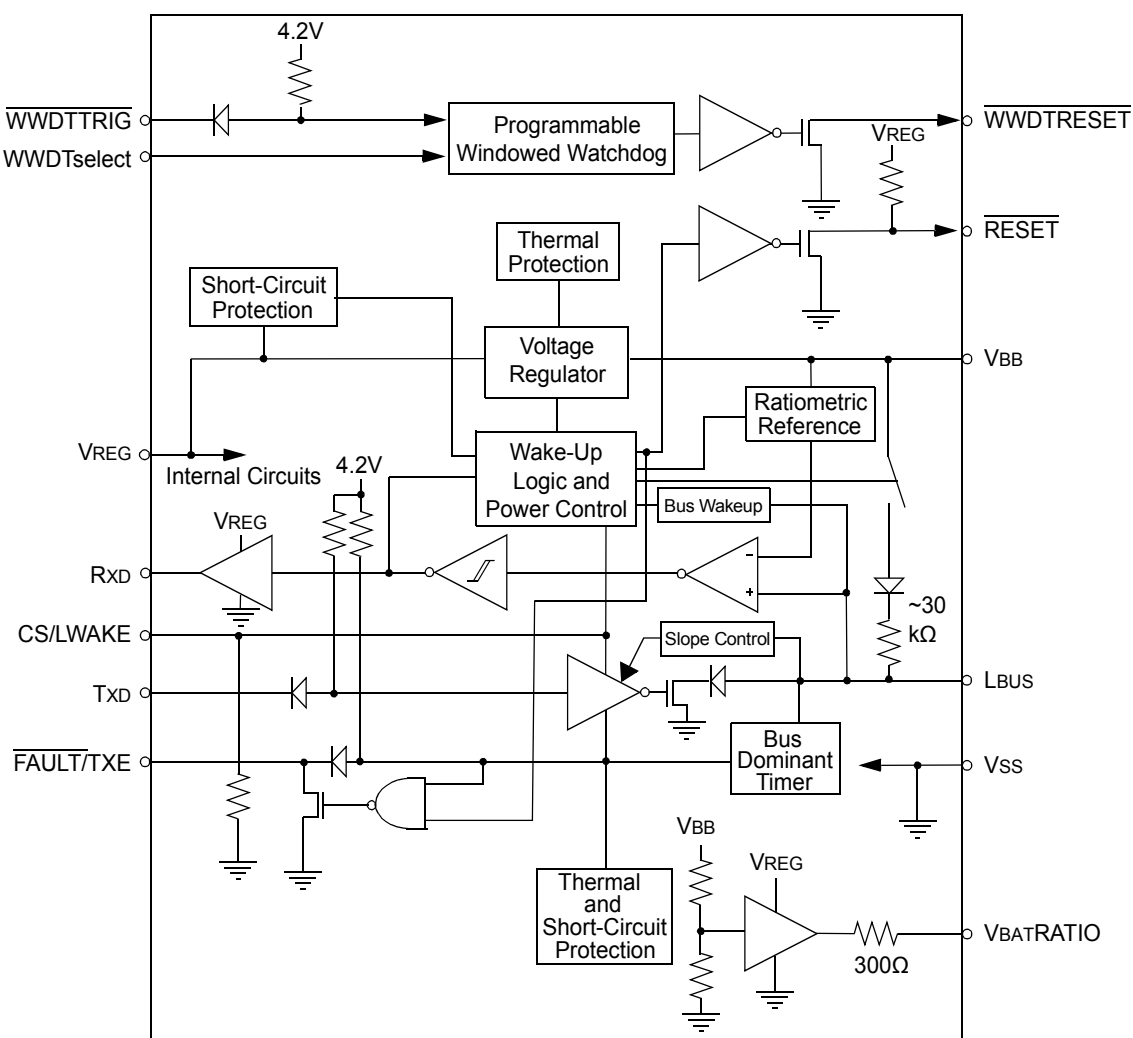 4.2V
WWDTTRIG
WWDTselect
Programmable
Windowed Watchdog
WWDTRESET
VREG
RESET
Thermal
Protection
Short-Circuit
Protection
Voltage
Regulator
VBB
Ratiometric
Reference
VREG
Internal Circuits
4.2V
Wake-Up
Logic and
Power Control
Bus Wakeup
VREG
RXD
-
+
~30
kΩ
CS/LWAKE
Slope Control
TXD
LBUS
FAULT/TXE
Bus
Dominant
Timer
VSS
VBB
VREG
Thermal
and
Short-Circuit
Protection
300Ω
VBATRATIO